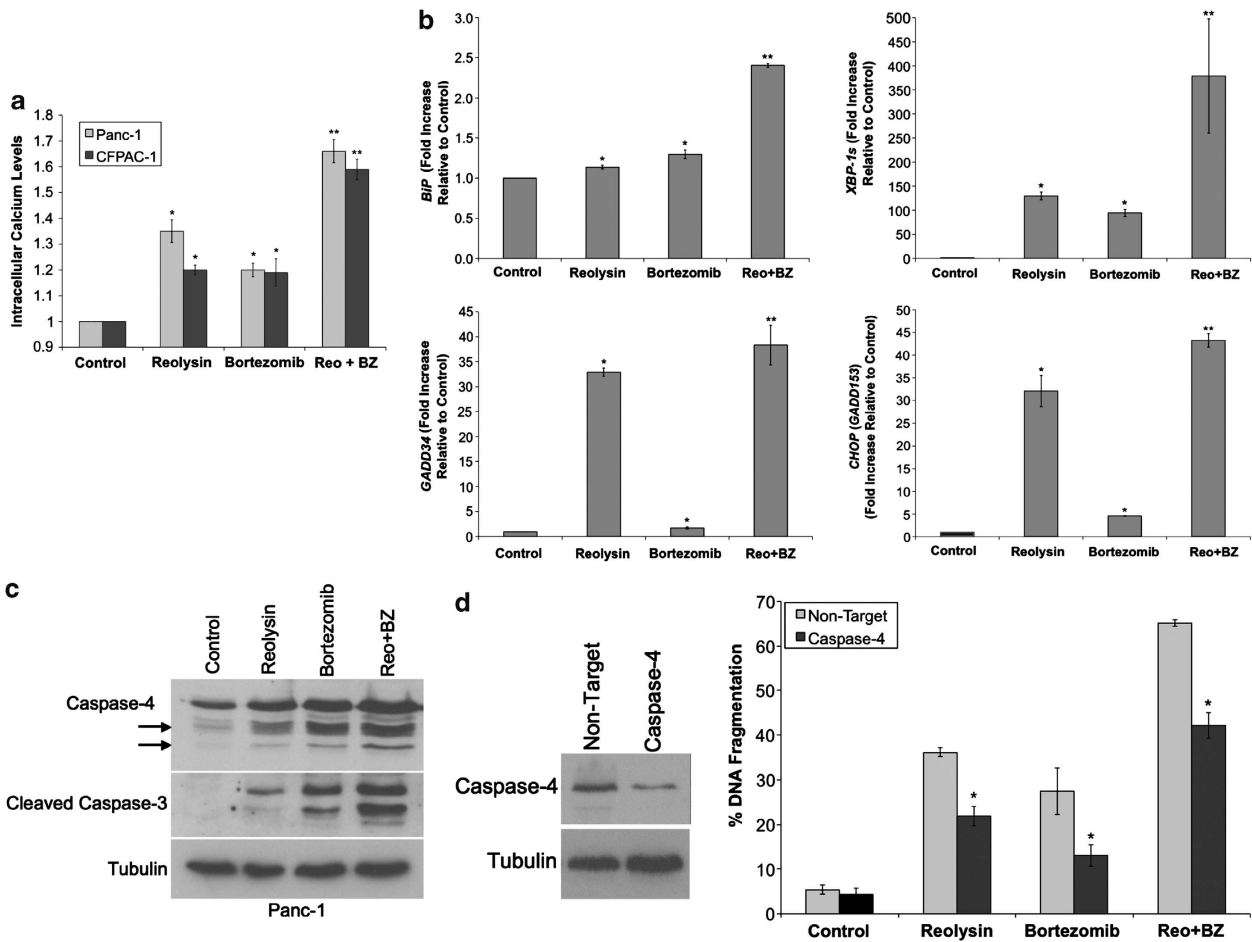 a
Intracellular Calcium Levels
1.8
1.7
1.6
1.5
1.4
1.3
1.2
1.1
1
0.9
Panc-1
CFPAC-1
*
*
*
*
**
**
Control
Reolysin
Bortezomib
Reo + BZ
b
BiP (Fold Increase
Relative to Control)
3.0
2.5
2.0
1.5
1.0
0.5
0.0
*
*
**
Control
Reolysin
Bortezomib
Reo+BZ
XBP-1s (Fold Increase
Relative to Control)
500
450
400
350
300
250
200
150
100
50
0
*
*
**
Control
Reolysin
Bortezomib
Reo+BZ
GADD34 (Fold Increase
Relative to Control)
45
40
35
30
25
20
15
10
5
0
*
*
**
Control
Reolysin
Bortezomib
Reo+BZ
CHOP (GADD153)
(Fold Increase Relative to Control)
50
45
40
35
30
25
20
15
10
5
0
*
*
**
Control
Reolysin
Bortezomib
Reo+BZ
c
Control
Reolysin
Bortezomib
Reo+BZ
Caspase-4
Cleaved Caspase-3
Tubulin
Panc-1
d
Non-Target
Caspase-4
Caspase-4
Tubulin
% DNA Fragmentation
70
60
50
40
30
20
10
0
Non-Target
Caspase-4
*
*
*
Control
Reolysin
Bortezomib
Reo+BZ